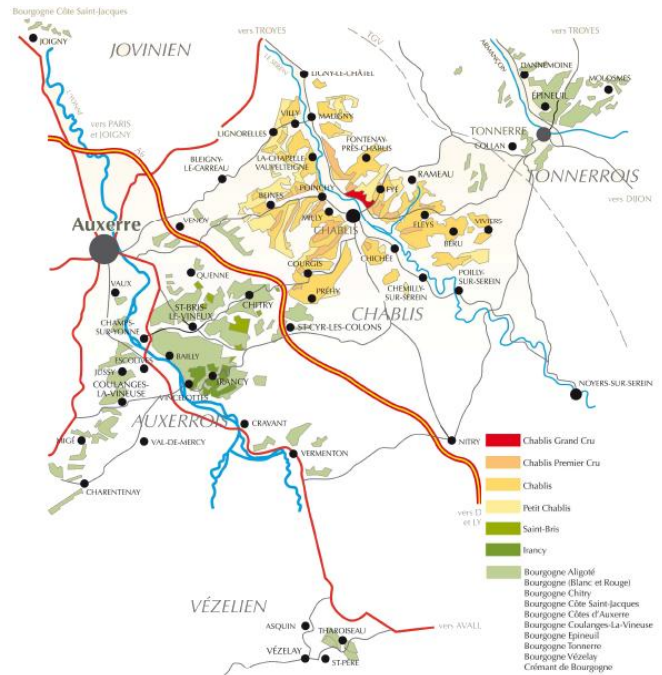 Bourgogne Côte Saint-Jacques
JOIGNY
JOVINIEN
vers TROYES
TGV
vers TROYES
ARMANÇON
LE SEREIN
LIGNY-LE-CHÂTEL
DANNEMOINE
MOLOSMES
ÉPINEUIL
YONNE
vers PARIS
et JOIGNY
A6
VILLY
MALIGNY
LIGNORELLES
FONTENAY-
PRÈS-CHABLIS
TONNERRE
COLLAN
TONNERROIS
BLEIGNY-
LE-CARREAU
LA-CHAPELLE-
VAUPELTEIGNE
RAMEAU
POINCHY
FYÉ
BEINES
vers DIJON
MILLY
CHABLIS
FLEYS
VIVIERS
BÉRU
Auxerre
VENOY
CHICHÉE
COURGIS
QUENNE
CHEMILLY-
SUR-SEREIN
POILLY
-SUR-SEREIN
VAUX
PRÉHY
CHITRY
CHABLIS
ST-BRIS-
LE-VINEUX
CHAMPS-
SUR-YONNE
ST-CYR-LES-COLONS
BAILLY
ESCOLIVES
JUSSY
COULANGES-
LA-VINEUSE
IRANCY
VINCELOTTES
NOYERS-SUR-SEREIN
AUXERROIS
CRAVANT
MIGÉ
VAL-DE-MERCY
NITRY
VERMENTON
CHARENTENAY
vers D
et LY
Chablis Grand Cru
Chablis Premier Cru
Chablis
Petit Chablis
Saint-Bris
Irancy
Bourgogne Aligoté
Bourgogne (Blanc et Rouge)
Bourgogne Chitry
Bourgogne Côte Saint-Jacques
Bourgogne Côtes d'Auxerre
Bourgogne Coulanges-La-Vineuse
Bourgogne Epineuil
Bourgogne Tonnerre
Bourgogne Vézelay
Crémant de Bourgogne
VÉZELIEN
ASQUIN
THAROISEAU
vers AVALL
VÉZELAY
ST-PÈRE